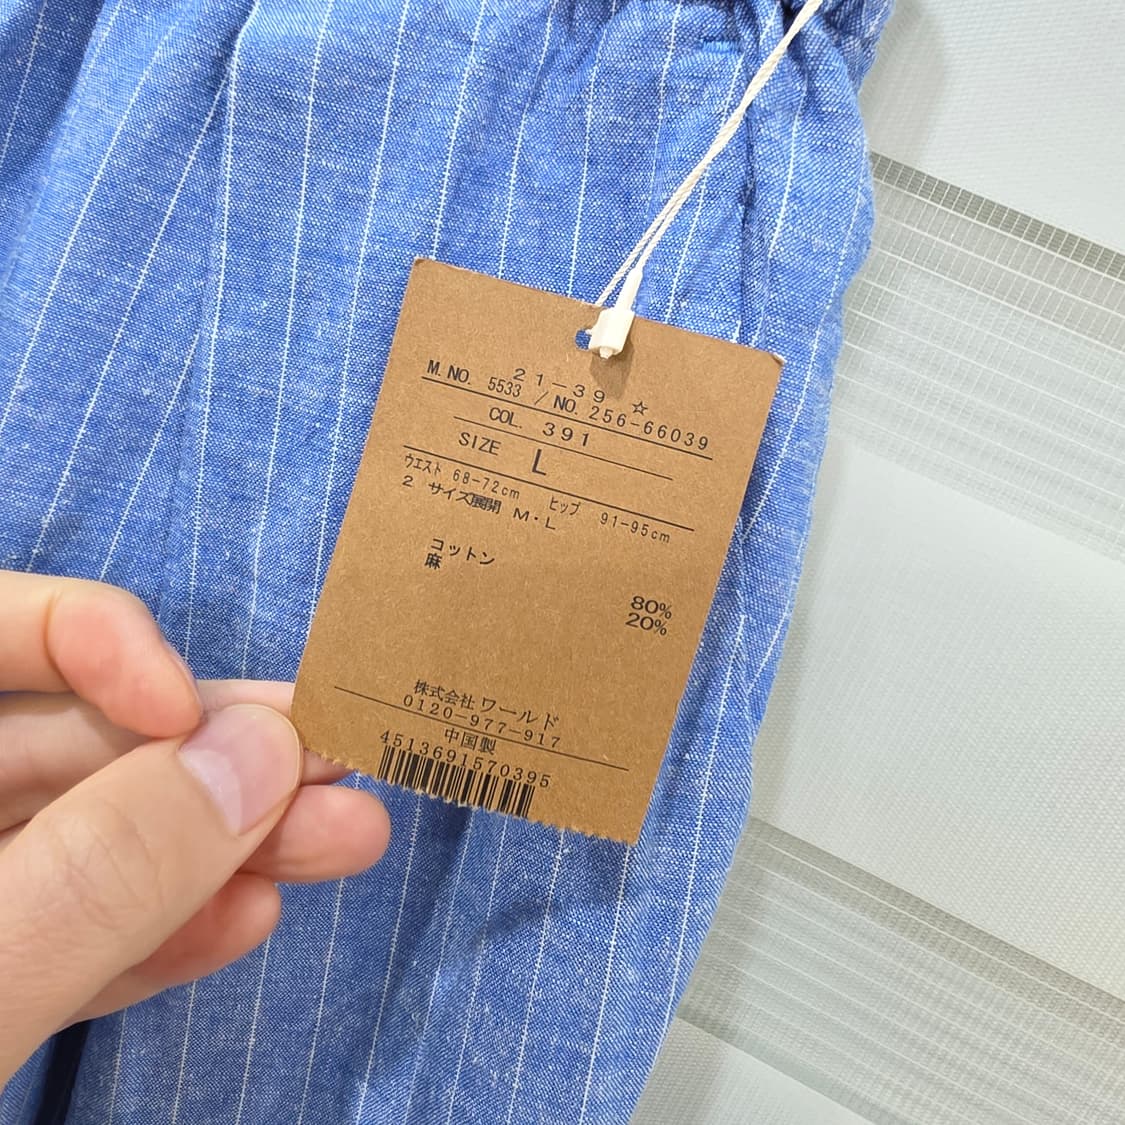 21-39 ☆
M.NO. 5533 / NO. 256-66039
COL. 391
SIZE L
ウエスト 68-72cm ヒップ 91-95cm
2 サイズ展開 M・L
コットン 80%
麻 20%
株式会社 ワールド
0120-977-917
中国製
4513691570395